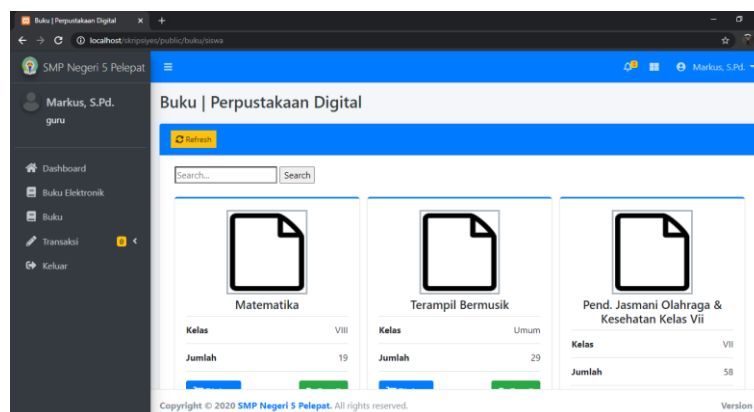 Buku | Perpustakaan Digital
localhost/skripsiyes/public/buku/siswa
SMP Negeri 5 Pelepat
Markus, S.Pd.
Markus, S.Pd.
guru
Dashboard
Buku Elektronik
Buku
Transaksi
Keluar
Buku | Perpustakaan Digital
Refresh
Search... Search
Matematika
Kelas VIII
Jumlah 19
Terampil Bermusik
Kelas Umum
Jumlah 29
Pend. Jasmani Olahraga &
Kesehatan Kelas Vii
Kelas VII
Jumlah 58
Copyright © 2020 SMP Negeri 5 Pelepat. All rights reserved.
Version